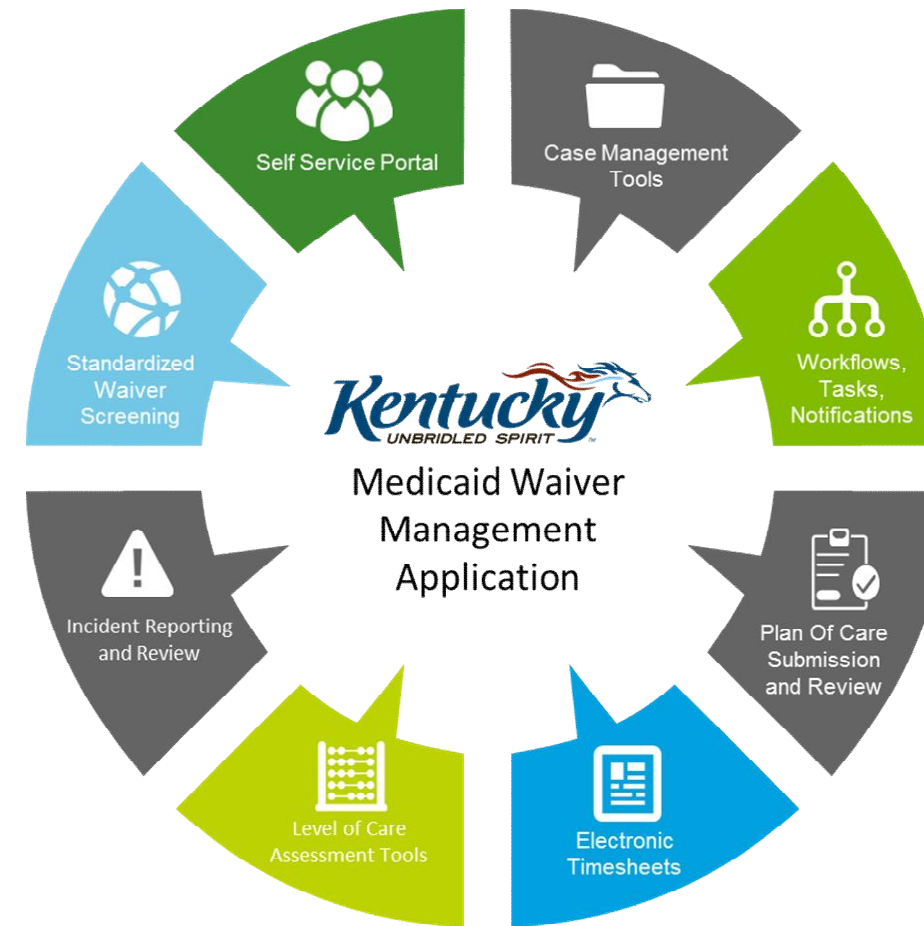 Self Service Portal
Case Management
Tools
Standardized
Waiver
Screening
Workflows,
Tasks,
Notifications
Kentucky
UNBRIDLED SPIRIT
TM
Medicaid Waiver
Management
Application
Incident Reporting
and Review
Plan Of Care
Submission
and Review
Level of Care
Assessment Tools
Electronic
Timesheets